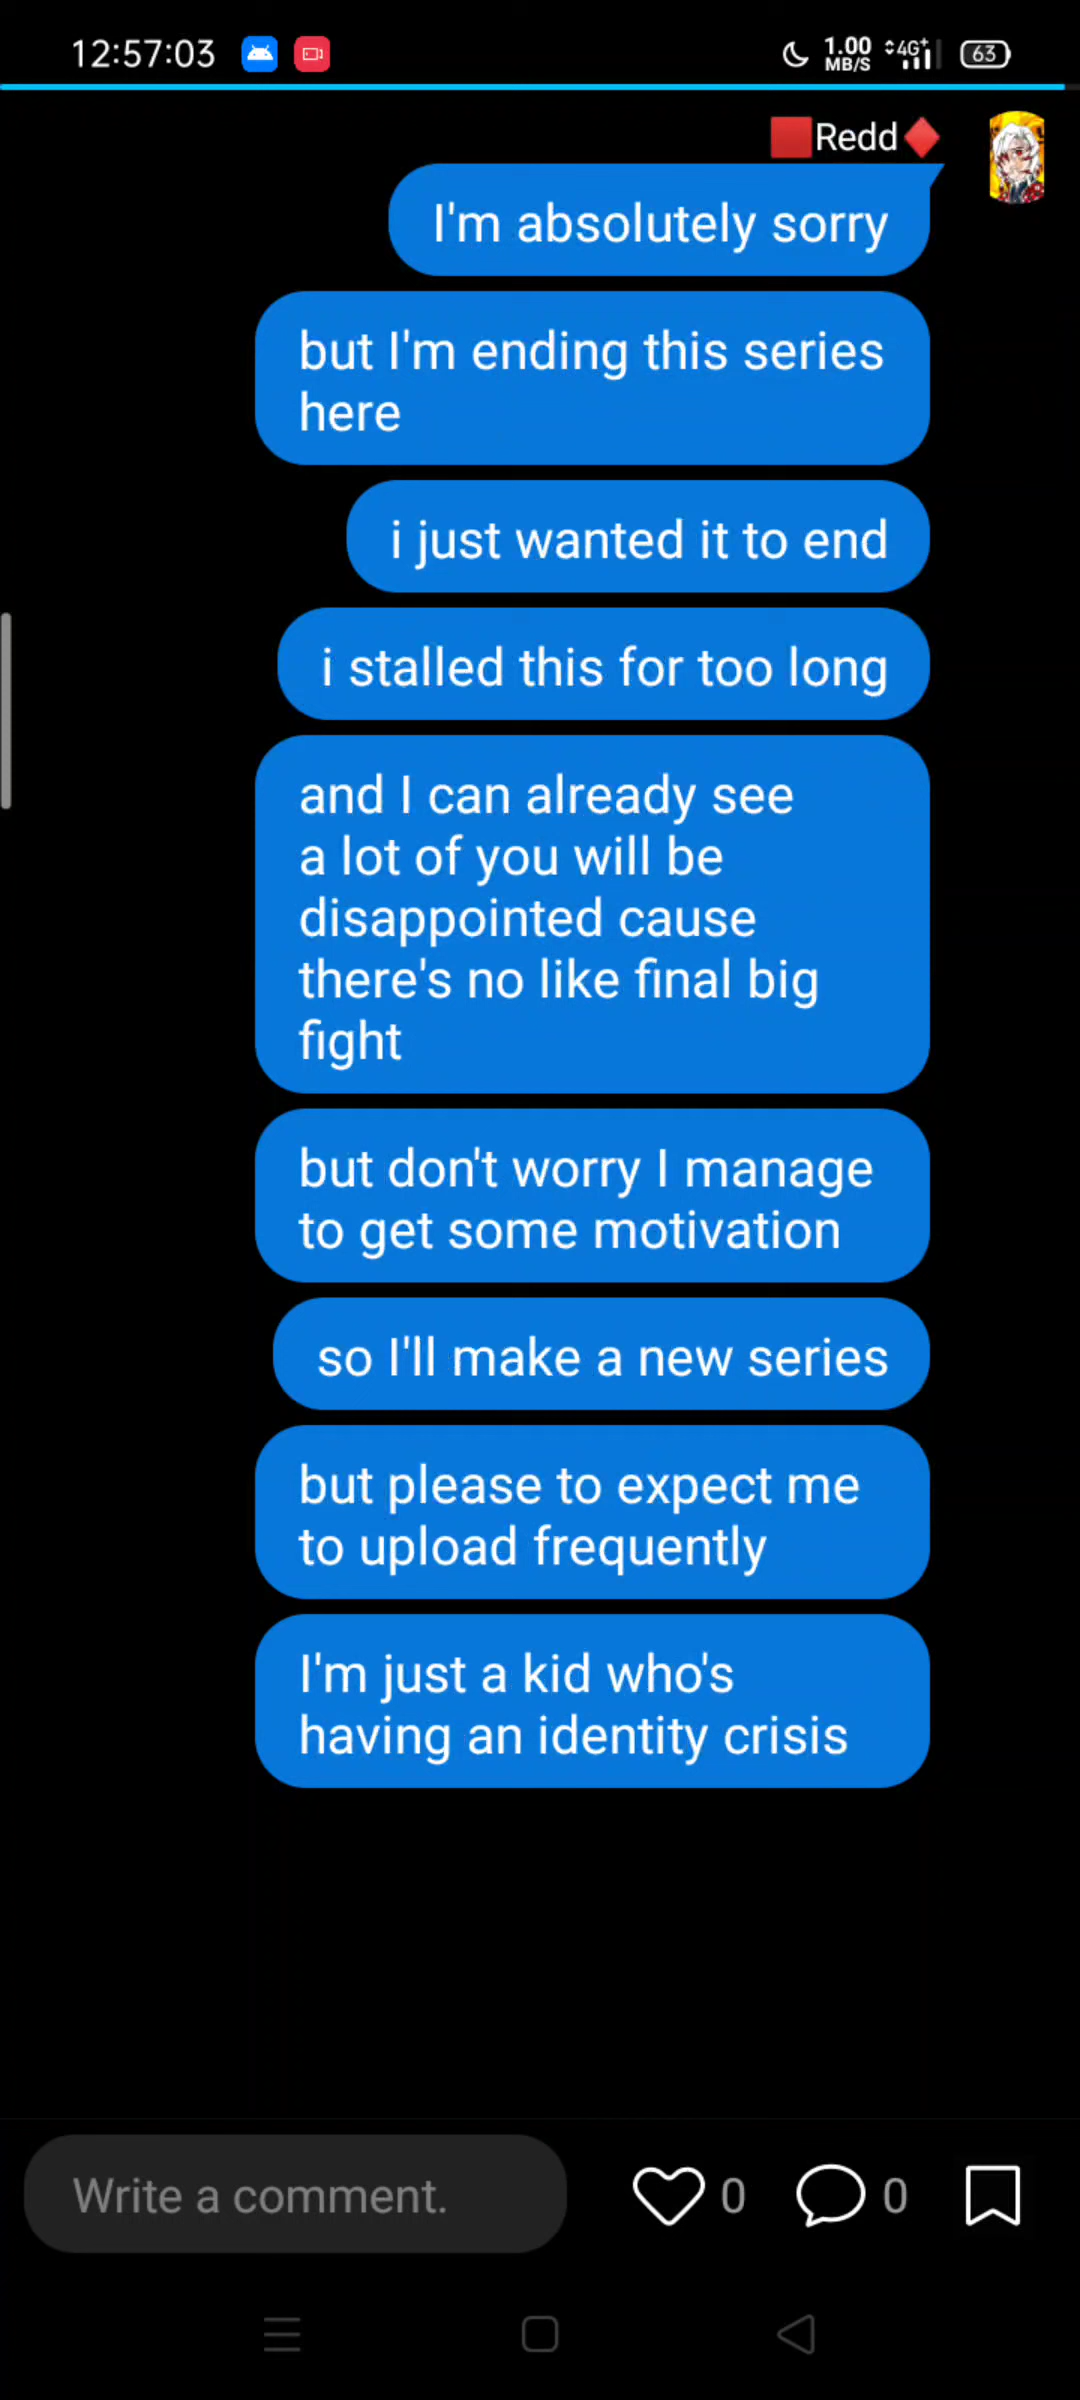 12:57:03
1.00
MB/S
4G+
63
Redd
I'm absolutely sorry
but I'm ending this series
here
i just wanted it to end
i stalled this for too long
and I can already see
a lot of you will be
disappointed cause
there's no like final big
fight
but don't worry I manage
to get some motivation
so I'll make a new series
but please to expect me
to upload frequently
I'm just a kid who's
having an identity crisis
Write a comment.
0
0